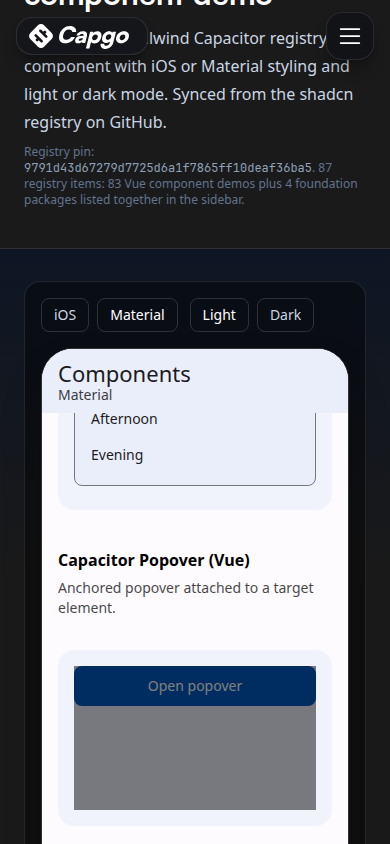 component demo
Capgo
lwind Capacitor registry
component with iOS or Material styling and
light or dark mode. Synced from the shadcn
registry on GitHub.
Registry pin:
9791d43d67279d7725d6a1f7865ff10deaf36ba5. 87
registry items: 83 Vue component demos plus 4 foundation
packages listed together in the sidebar.
iOS
Material
Light
Dark
Components
Material
Afternoon
Evening
Capacitor Popover (Vue)
Anchored popover attached to a target
element.
Open popover